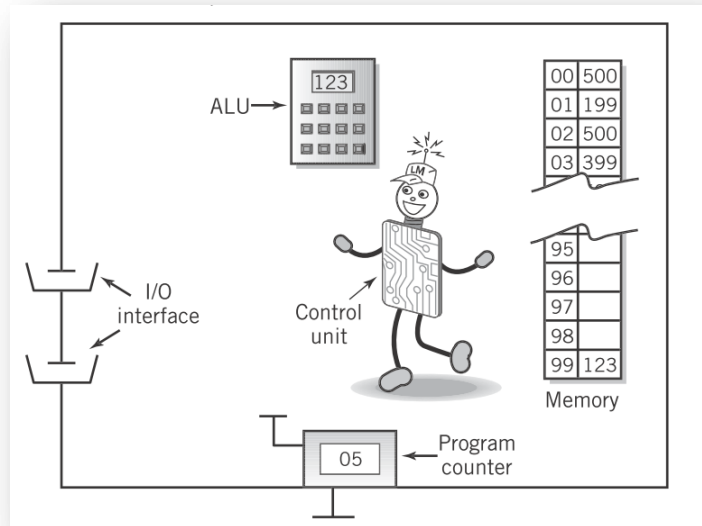 123
ALU
LM
00 500
01 199
02 500
03 399
95
96
97
98
99 123
Memory
I/O
interface
Control
unit
05
Program
counter